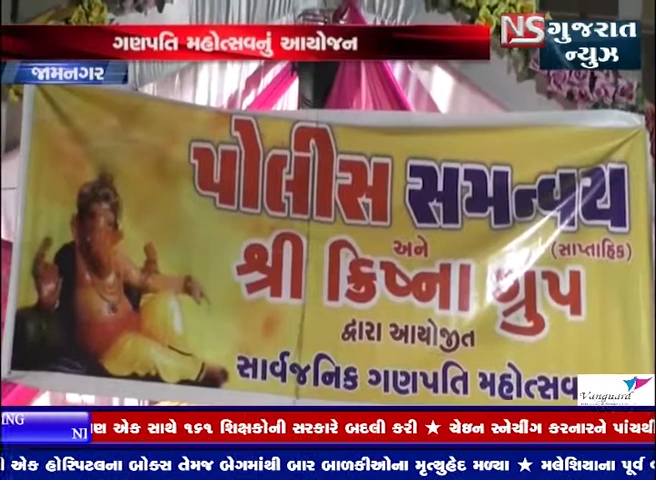 ગણપતિ મહોત્સવનું આયોજન
NS ગુજરાત
ન્યુઝ
જામનગર
પોલીસ સમન્વય
(સાપ્તાહિક)
અને
શ્રી ક્રિષ્ના ગ્રુપ
દ્વારા આયોજીત
સાર્વજનિક ગણપતિ મહોત્સવ
Vanguard
એક સાથે ૧૬૧ શિક્ષકોની સરકારે બદલી કરી ★ ચેઇન સ્નેચીંગ કરનારને પાંચથી
એક હોસ્પિટલના બોક્સ તેમજ બેગમાંથી બાર બાળકીઓના મૃત્યુહેદ મળ્યા ★ મલેશિયાના પૂર્વ